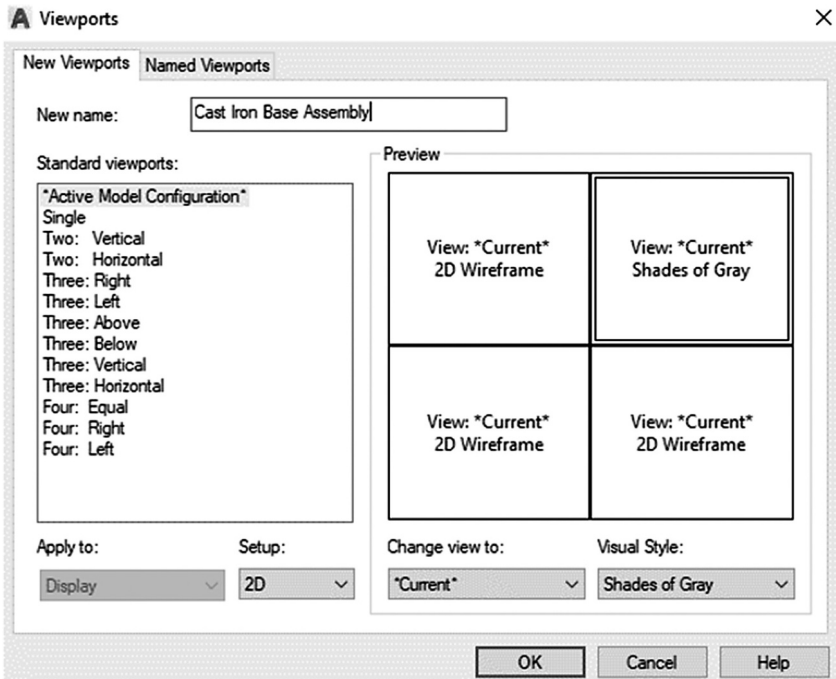 Viewports
New Viewports Named Viewports
New name: Cast Iron Base Assembly
Standard viewports:
*Active Model Configuration*
Single
Two: Vertical
Two: Horizontal
Three: Right
Three: Left
Three: Above
Three: Below
Three: Vertical
Three: Horizontal
Four: Equal
Four: Right
Four: Left
Preview
View: *Current*
2D Wireframe
View: *Current*
Shades of Gray
View: *Current*
2D Wireframe
View: *Current*
2D Wireframe
Apply to: Setup:
Display 2D
Change view to: Visual Style:
*Current* Shades of Gray
OK Cancel Help